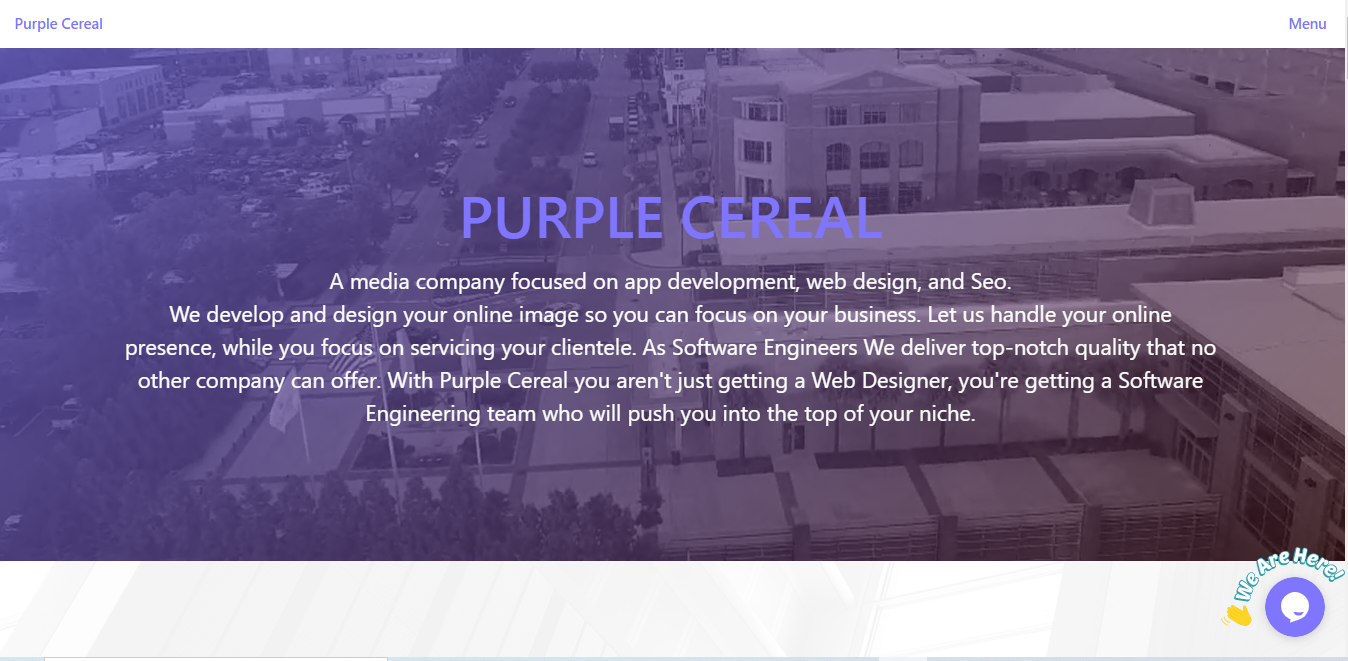 Purple Cereal
Menu
PURPLE CEREAL
A media company focused on app development, web design, and Seo.
We develop and design your online image so you can focus on your business. Let us handle your online
presence, while you focus on servicing your clientele. As Software Engineers We deliver top-notch quality that no
other company can offer. With Purple Cereal you aren't just getting a Web Designer, you're getting a Software
Engineering team who will push you into the top of your niche.
We Are Here!